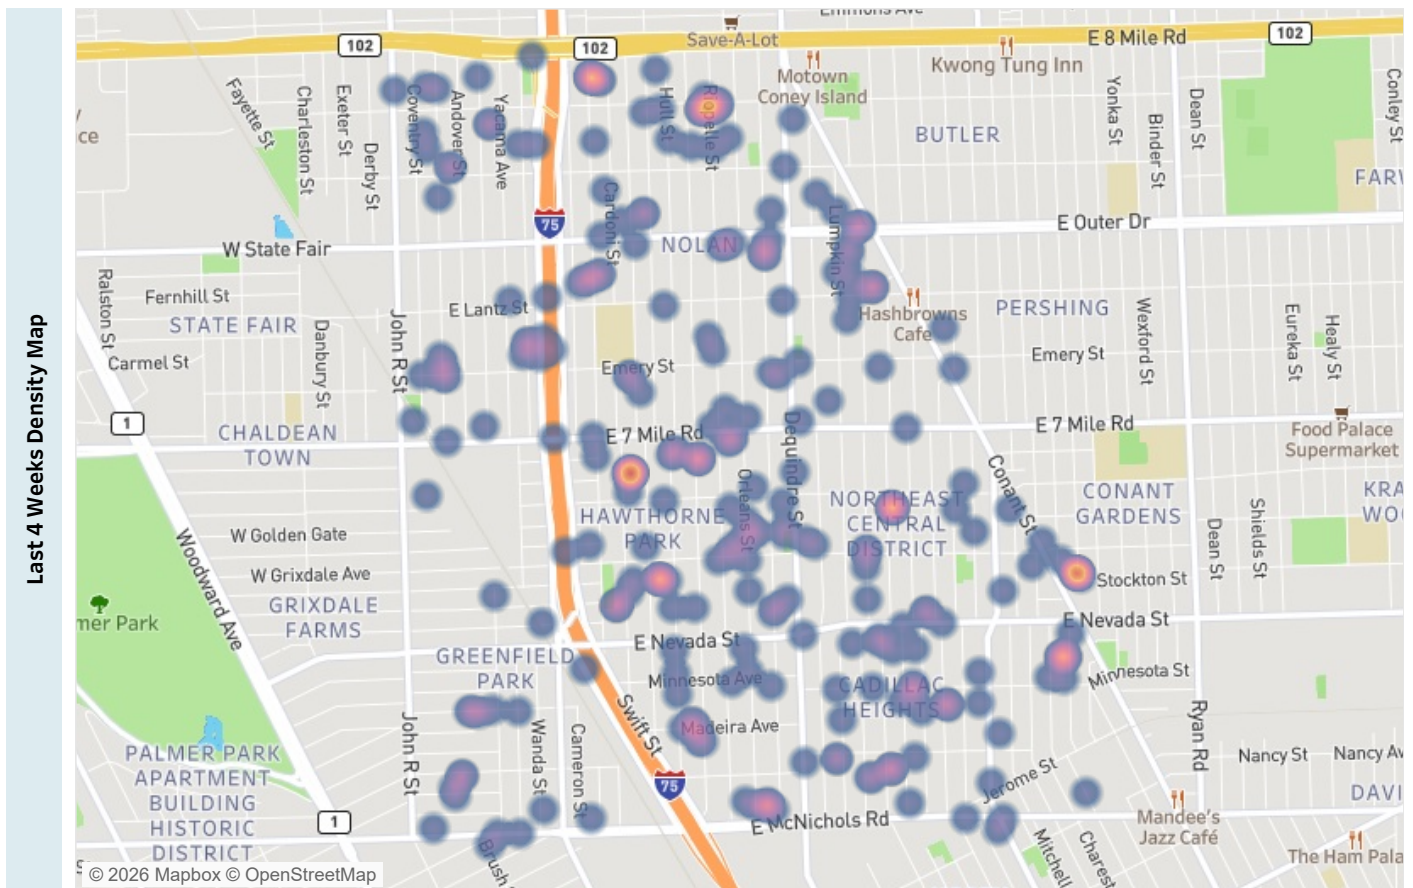 Last 4 Weeks Density Map
Emmons Ave
Save-A-Lot
102
102
E 8 Mile Rd
102
Kwong Tung Inn
Motown
Coney Island
Fayette St
Charleston St
Exeter St
Derby St
Coventry St
Andover St
Yacama Ave
Hull St
Ropelle St
BUTLER
Yonka St
Binder St
Dean St
Conley St
ce
FARW
75
Cardoni St
NOLAN
Lumpkin St
E Outer Dr
W State Fair
Ralston St
Fernhill St
STATE FAIR
Carmel St
Danbury St
John R St
E Lantz St
Hashbrowns
Cafe
PERSHING
Wexford St
Emery St
Emery St
Eureka St
Healy St
1
CHALDEAN
TOWN
E 7 Mile Rd
Dequindre St
E 7 Mile Rd
Food Palace
Supermarket
Orleans St
HAWTHORNE
PARK
NORTHEAST
CENTRAL
DISTRICT
Conant St
CONANT
GARDENS
Dean St
Shields St
KRA
WOO
Woodward Ave
W Golden Gate
W Grixdale Ave
GRIXDALE
FARMS
mer Park
Stockton St
E Nevada St
E Nevada St
GREENFIELD
PARK
Minnesota Ave
CADILLAC
HEIGHTS
Minnesota St
Swift St
Madeira Ave
John R St
Wanda St
Cameron St
Ryan Rd
Nancy St
Nancy Av
PALMER PARK
APARTMENT
BUILDING
HISTORIC
DISTRICT
75
Jerome St
DAVI
1
E McNichols Rd
Mandee's
Jazz Café
Brush
Mitchell
Charest
The Ham Pala
© 2026 Mapbox © OpenStreetMap